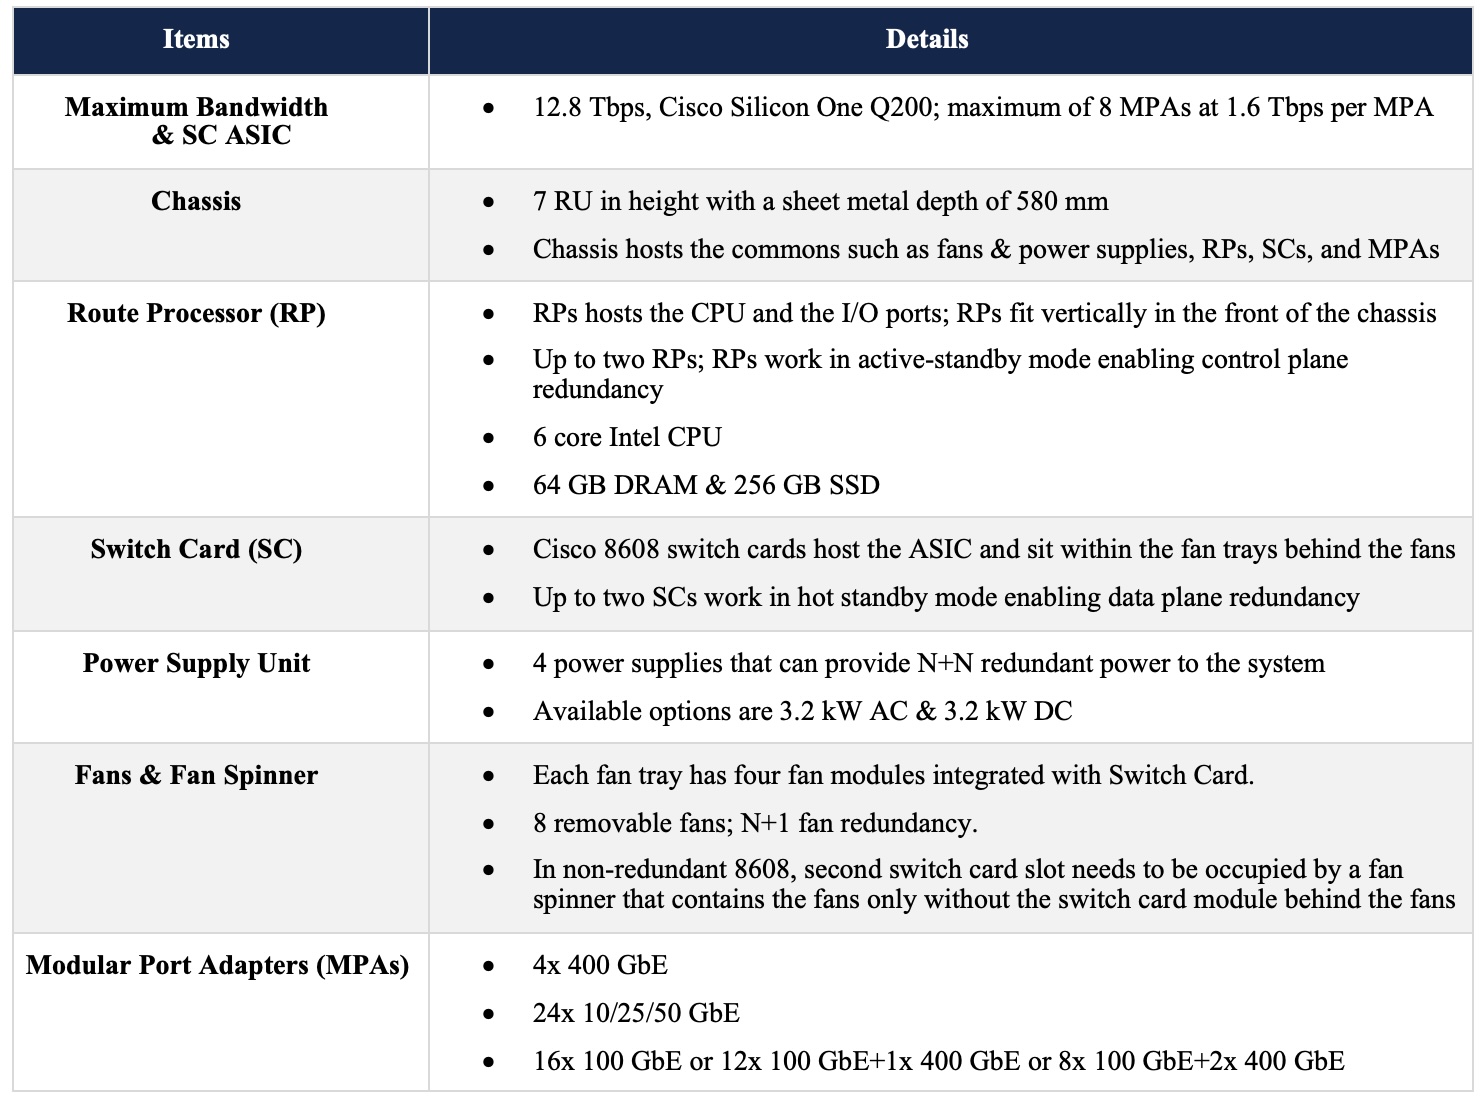 Items
Details
Maximum Bandwidth
& SC ASIC
• 12.8 Tbps, Cisco Silicon One Q200; maximum of 8 MPAs at 1.6 Tbps per MPA
Chassis
• 7 RU in height with a sheet metal depth of 580 mm
• Chassis hosts the commons such as fans & power supplies, RPs, SCs, and MPAs
Route Processor (RP)
• RPs hosts the CPU and the I/O ports; RPs fit vertically in the front of the chassis
• Up to two RPs; RPs work in active-standby mode enabling control plane
redundancy
• 6 core Intel CPU
• 64 GB DRAM & 256 GB SSD
Switch Card (SC)
• Cisco 8608 switch cards host the ASIC and sit within the fan trays behind the fans
• Up to two SCs work in hot standby mode enabling data plane redundancy
Power Supply Unit
• 4 power supplies that can provide N+N redundant power to the system
• Available options are 3.2 kW AC & 3.2 kW DC
Fans & Fan Spinner
• Each fan tray has four fan modules integrated with Switch Card.
• 8 removable fans; N+1 fan redundancy.
• In non-redundant 8608, second switch card slot needs to be occupied by a fan
spinner that contains the fans only without the switch card module behind the fans
Modular Port Adapters (MPAs)
• 4x 400 GbE
• 24x 10/25/50 GbE
• 16x 100 GbE or 12x 100 GbE+1x 400 GbE or 8x 100 GbE+2x 400 GbE